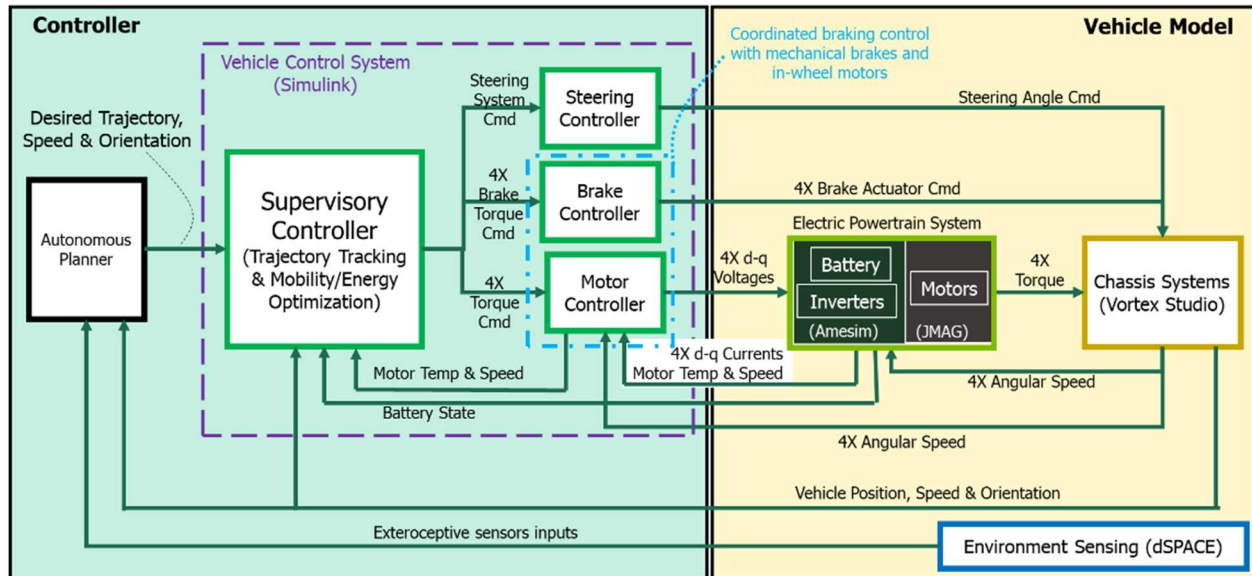 Controller
Vehicle Model
Coordinated braking control
with mechanical brakes and
in-wheel motors
Vehicle Control System
(Simulink)
Steering
System
Cmd
Steering
Controller
Steering Angle Cmd
Desired Trajectory,
Speed & Orientation
4X
Brake
Torque
Cmd
Brake
Controller
4X Brake Actuator Cmd
Autonomous
Planner
Supervisory
Controller
(Trajectory Tracking
& Mobility/Energy
Optimization)
4X
Torque
Cmd
Motor
Controller
4X d-q
Voltages
Electric Powertrain System
Battery
Inverters
(Amesim)
Motors
(JMAG)
4X
Torque
Chassis Systems
(Vortex Studio)
4X d-q Currents
Motor Temp & Speed
Motor Temp & Speed
4X Angular Speed
Battery State
4X Angular Speed
Vehicle Position, Speed & Orientation
Exteroceptive sensors inputs
Environment Sensing (dSPACE)